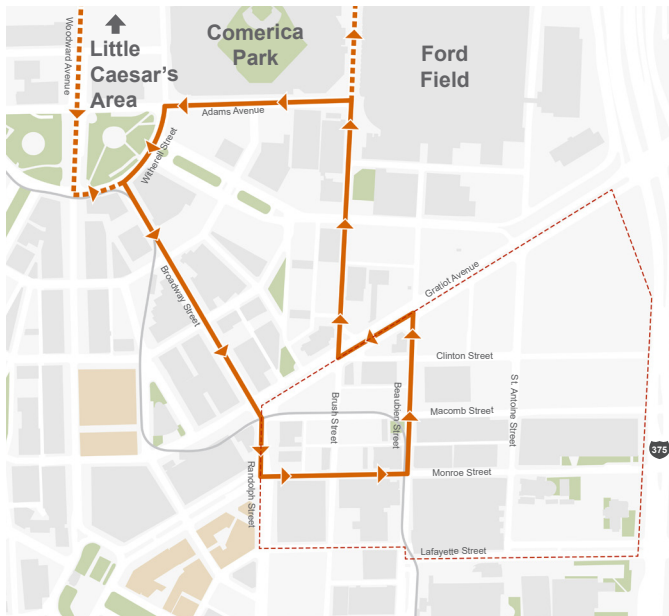 Woodward Avenue
Little
Caesar's
Area
Comerica
Park
Ford
Field
Adams Avenue
Witherell Street
Broadway Street
Gratiot Avenue
Clinton Street
Brush Street
Beaubien Street
St. Antoine Street
Macomb Street
375
Randolph Street
Monroe Street
Lafayette Street